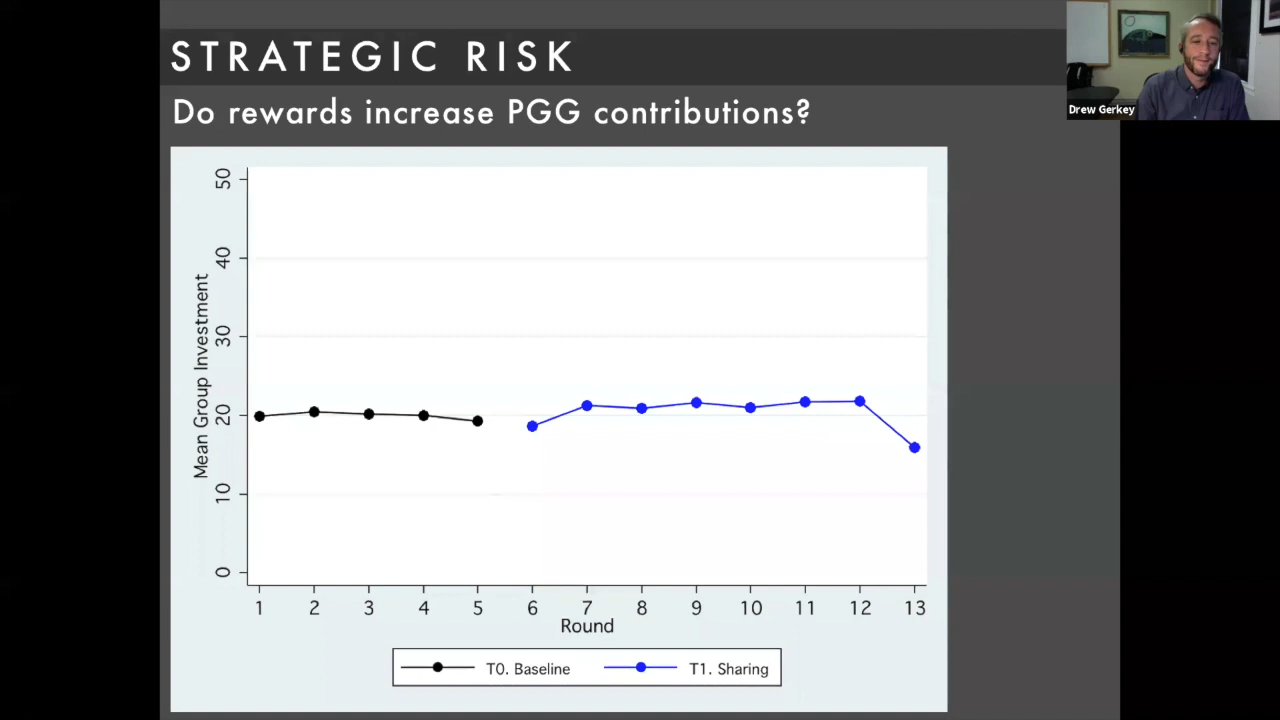 STRATEGIC RISK
Drew Gerkey
Do rewards increase PGG contributions?
50
40
30
20
10
0
Mean Group Investment
1 2 3 4 5 6 7 8 9 10 11 12 13
Round
T0. Baseline T1. Sharing